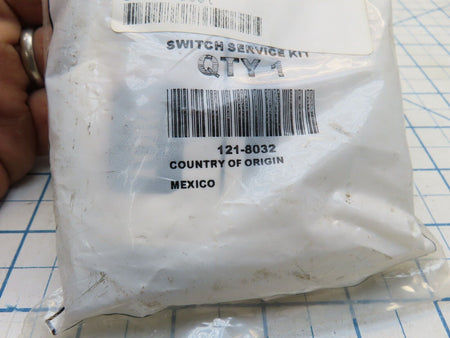 SWITCH SERVICE KIT
QTY 1
121-8032
COUNTRY OF ORIGIN
MEXICO